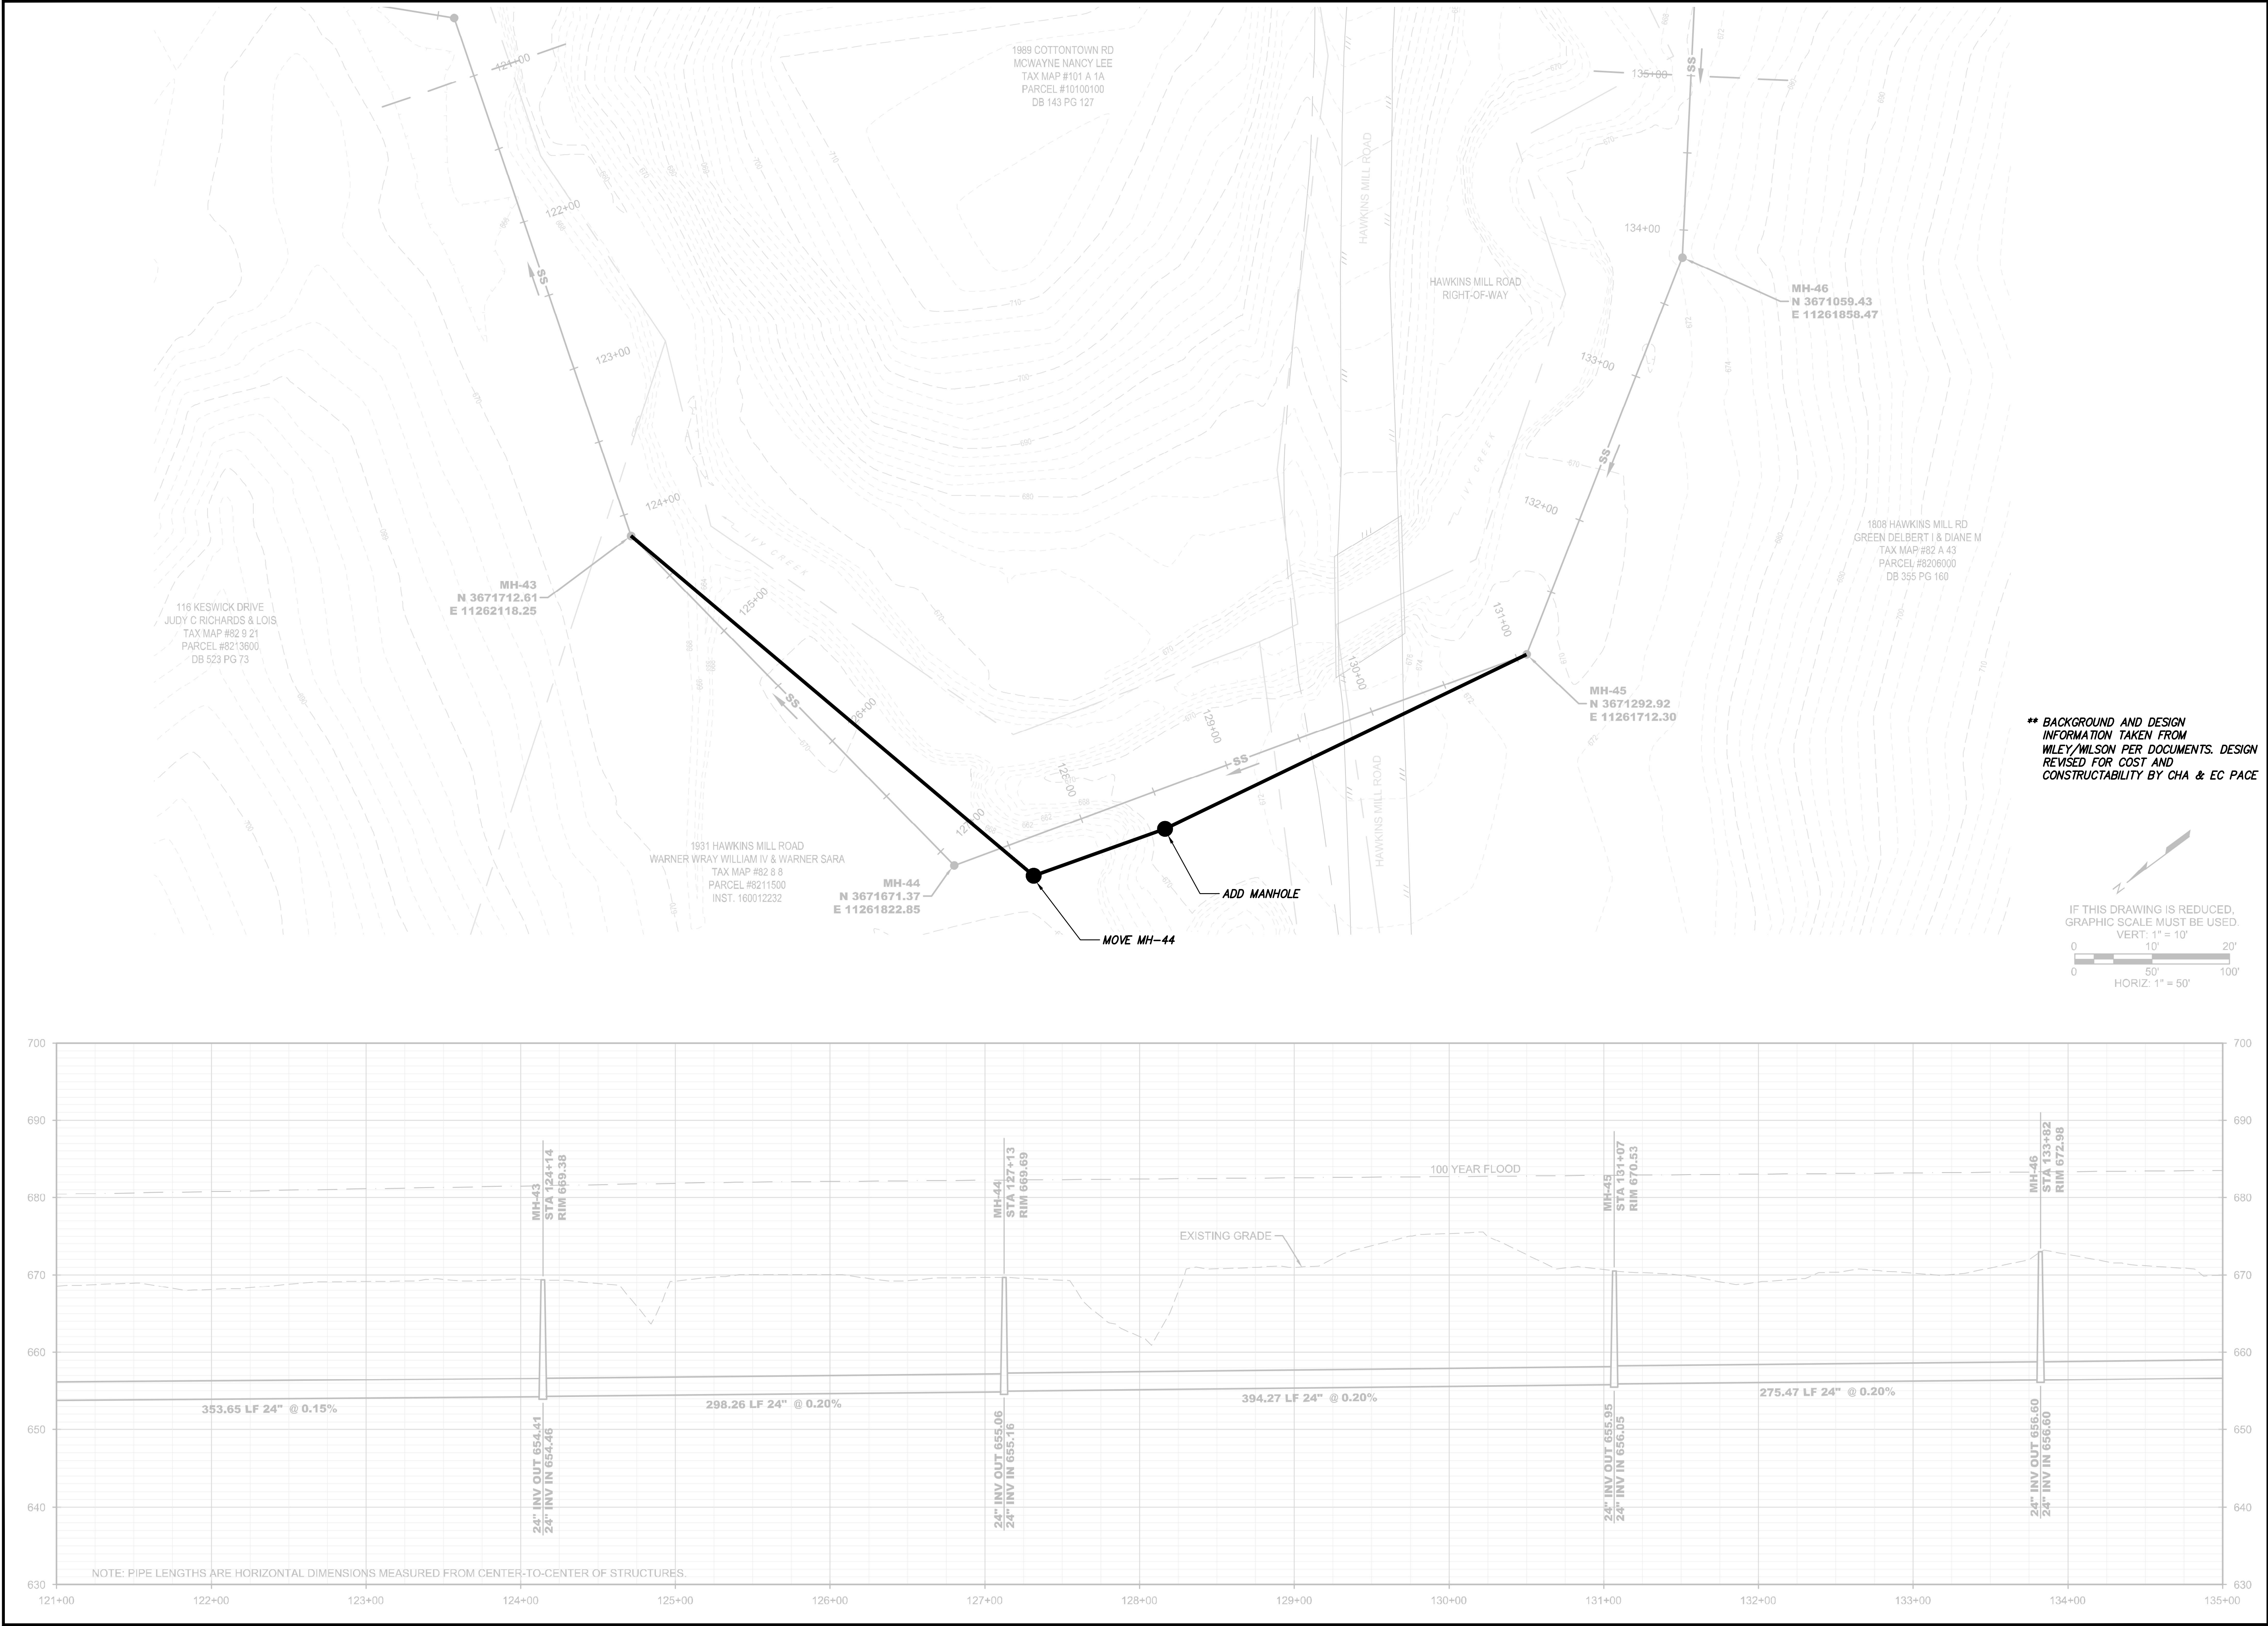 121+00
1989 COTTONTOWN RD
MCWAYNE NANCY LEE
TAX MAP #101 A 1A
PARCEL #10100100
DB 143 PG 127
HAWKINS MILL ROAD
135+00
SS
122+00
134+00
SS
HAWKINS MILL ROAD
RIGHT-OF-WAY
MH-46
N 3671059.43
E 11261858.47
710
710
700
690
680
123+00
133+00
SS
IVY CREEK
124+00
132+00
1808 HAWKINS MILL RD
GREEN DELBERT I & DIANE M
TAX MAP #82 A 43
PARCEL #8206000
DB 355 PG 160
IVY CREEK
MH-43
N 3671712.61
E 11262118.25
116 KESWICK DRIVE
JUDY C RICHARDS & LOIS
TAX MAP #82 9 21
PARCEL #8213600
DB 523 PG 73
125+00
131+00
130+00
126+00
SS
129+00
SS
MH-45
N 3671292.92
E 11261712.30
** BACKGROUND AND DESIGN
INFORMATION TAKEN FROM
WILEY/WILSON PER DOCUMENTS. DESIGN
REVISED FOR COST AND
CONSTRUCTABILITY BY CHA & EC PACE
128+00
HAWKINS MILL ROAD
1931 HAWKINS MILL ROAD
WARNER WRAY WILLIAM IV & WARNER SARA
TAX MAP #82 8 8
PARCEL #8211500
INST. 160012232
MH-44
N 3671671.37
E 11261822.85
ADD MANHOLE
MOVE MH-44
N
IF THIS DRAWING IS REDUCED,
GRAPHIC SCALE MUST BE USED.
VERT: 1" = 10'
0 10' 20'
0 50' 100'
HORIZ: 1" = 50'
700 700
690 690
680 680
670 670
660 660
650 650
640 640
630 630
MH-43
STA 124+14
RIM 669.38
MH-44
STA 127+13
RIM 669.69
100 YEAR FLOOD
MH-45
STA 131+07
RIM 670.53
MH-46
STA 133+82
RIM 672.98
EXISTING GRADE
353.65 LF 24" @ 0.15%
298.26 LF 24" @ 0.20%
394.27 LF 24" @ 0.20%
275.47 LF 24" @ 0.20%
24" INV OUT 654.41
24" INV IN 654.46
24" INV OUT 655.06
24" INV IN 655.16
24" INV OUT 655.95
24" INV IN 656.05
24" INV OUT 656.60
24" INV IN 656.60
NOTE: PIPE LENGTHS ARE HORIZONTAL DIMENSIONS MEASURED FROM CENTER-TO-CENTER OF STRUCTURES.
121+00 122+00 123+00 124+00 125+00 126+00 127+00 128+00 129+00 130+00 131+00 132+00 133+00 134+00 135+00